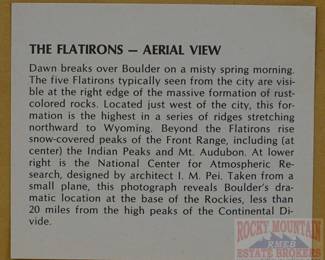 THE FLATIRONS — AERIAL VIEW
Dawn breaks over Boulder on a misty spring morning.
The five Flatirons typically seen from the city are visi-
ble at the right edge of the massive formation of rust-
colored rocks. Located just west of the city, this for-
mation is the highest in a series of ridges stretching
northward to Wyoming. Beyond the Flatirons rise
snow-covered peaks of the Front Range, including (at
center) the Indian Peaks and Mt. Audubon. At lower
right is the National Center for Atmospheric Re-
search, designed by architect I. M. Pei. Taken from a
small plane, this photograph reveals Boulder's dra-
matic location at the base of the Rockies, less than
20 miles from the high peaks of the Continental Di-
vide.
ROCKY MOUNTAIN
RMEB
ESTATE BROKERS